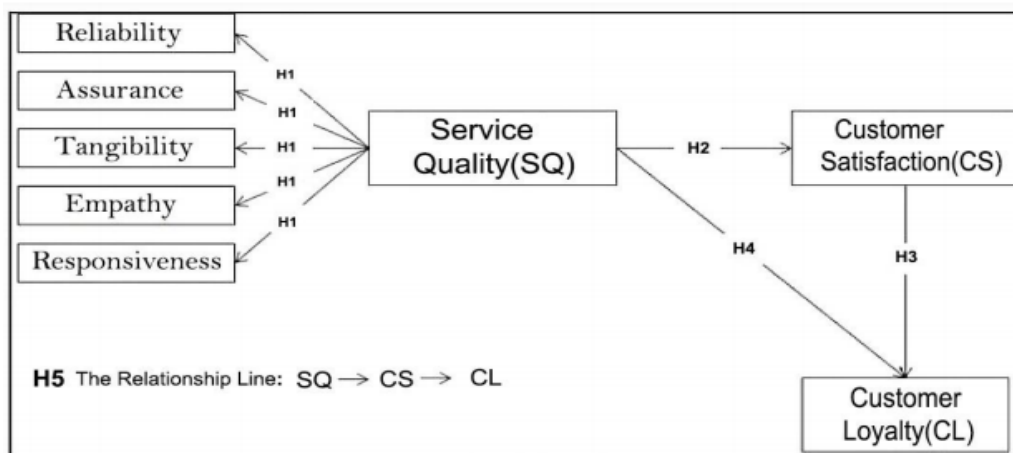 Reliability
H1
Assurance
H1
Tangibility
H1
Empathy
H1
Responsiveness
H1
Service
Quality(SQ)
H2
Customer
Satisfaction(CS)
H4
H3
H5 The Relationship Line: SQ → CS → CL
Customer
Loyalty(CL)